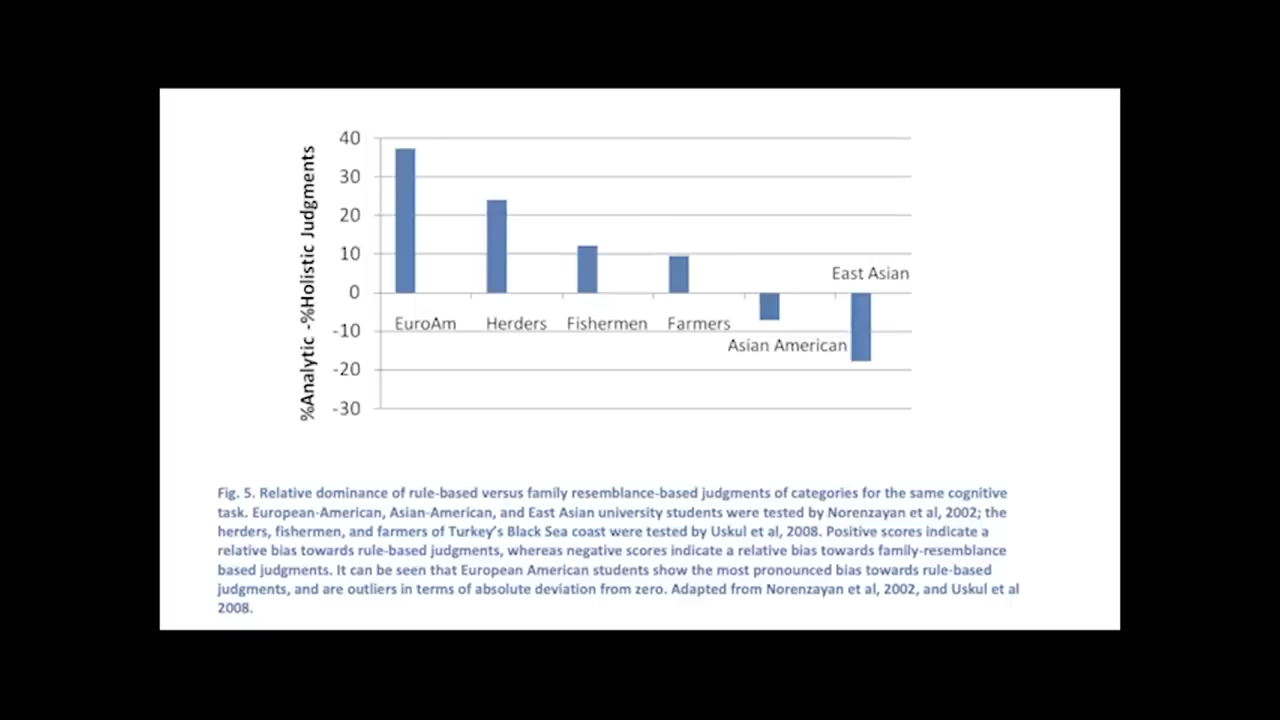 %Analytic -%Holistic Judgments
40
30
20
10
0
-10
-20
-30
East Asian
EuroAm
Herders
Fishermen
Farmers
Asian American
Fig. 5. Relative dominance of rule-based versus family resemblance-based judgments of categories for the same cognitive
task. European-American, Asian-American, and East Asian university students were tested by Norenzayan et al, 2002; the
herders, fishermen, and farmers of Turkey's Black Sea coast were tested by Uskul et al, 2008. Positive scores indicate a
relative bias towards rule-based judgments, whereas negative scores indicate a relative bias towards family-resemblance
based judgments. It can be seen that European American students show the most pronounced bias towards rule-based
judgments, and are outliers in terms of absolute deviation from zero. Adapted from Norenzayan et al, 2002, and Uskul et al
2008.